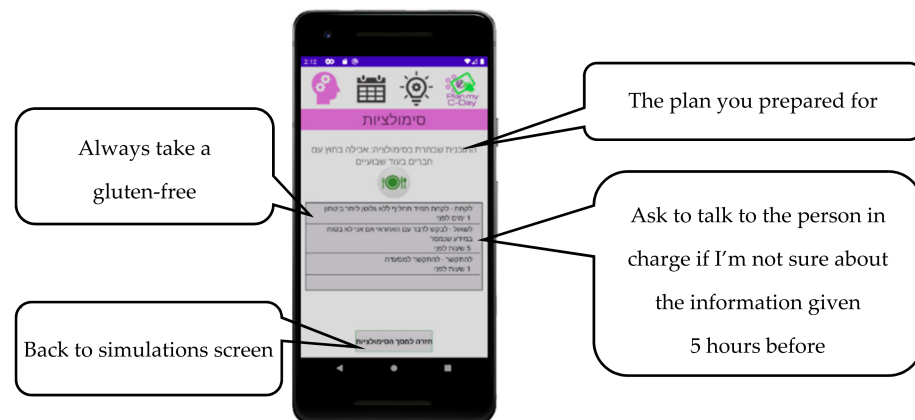 2:12
Plan my
C-Day
סימולציות
התוכנית שבחרת בסימולציה: אכילה בחוץ עם
חברים בעוד שבועיים
לקחת - לקחת תמיד תחליף ללא גלוטן ליתר ביטחון
1 ימים לפני
לשאול - לבקש לדבר עם האחראי אם אני לא בטוח
במידע שנמסר
5 שעות לפני
להתקשר - להתקשר למסעדה
1 שעות לפני
חזרה למסך הסימולציות
Always take a
gluten-free
Back to simulations screen
The plan you prepared for
Ask to talk to the person in
charge if I'm not sure about
the information given
5 hours before